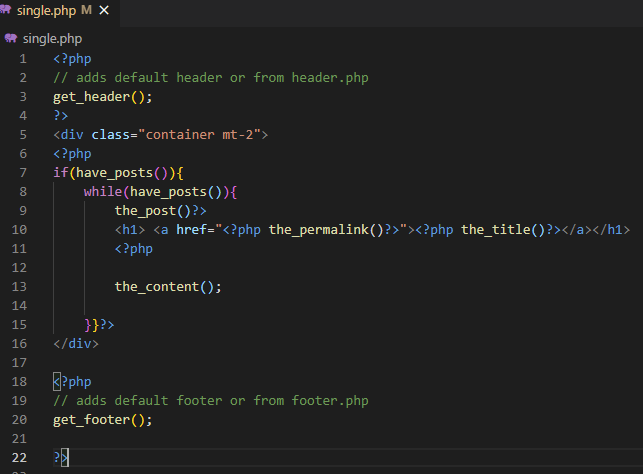 single.php M ×
single.php
1 <?php
2 // adds default header or from header.php
3 get_header();
4 ?>
5 <div class="container mt-2">
6 <?php
7 if(have_posts()){
8     while(have_posts()){
9         the_post()?>
10         <h1> <a href="<?php the_permalink()?>"><?php the_title()?></a></h1>
11         <?php
12
13         the_content();
14
15     }}?>
16 </div>
17
18 <?php
19 // adds default footer or from footer.php
20 get_footer();
21
22 ?>